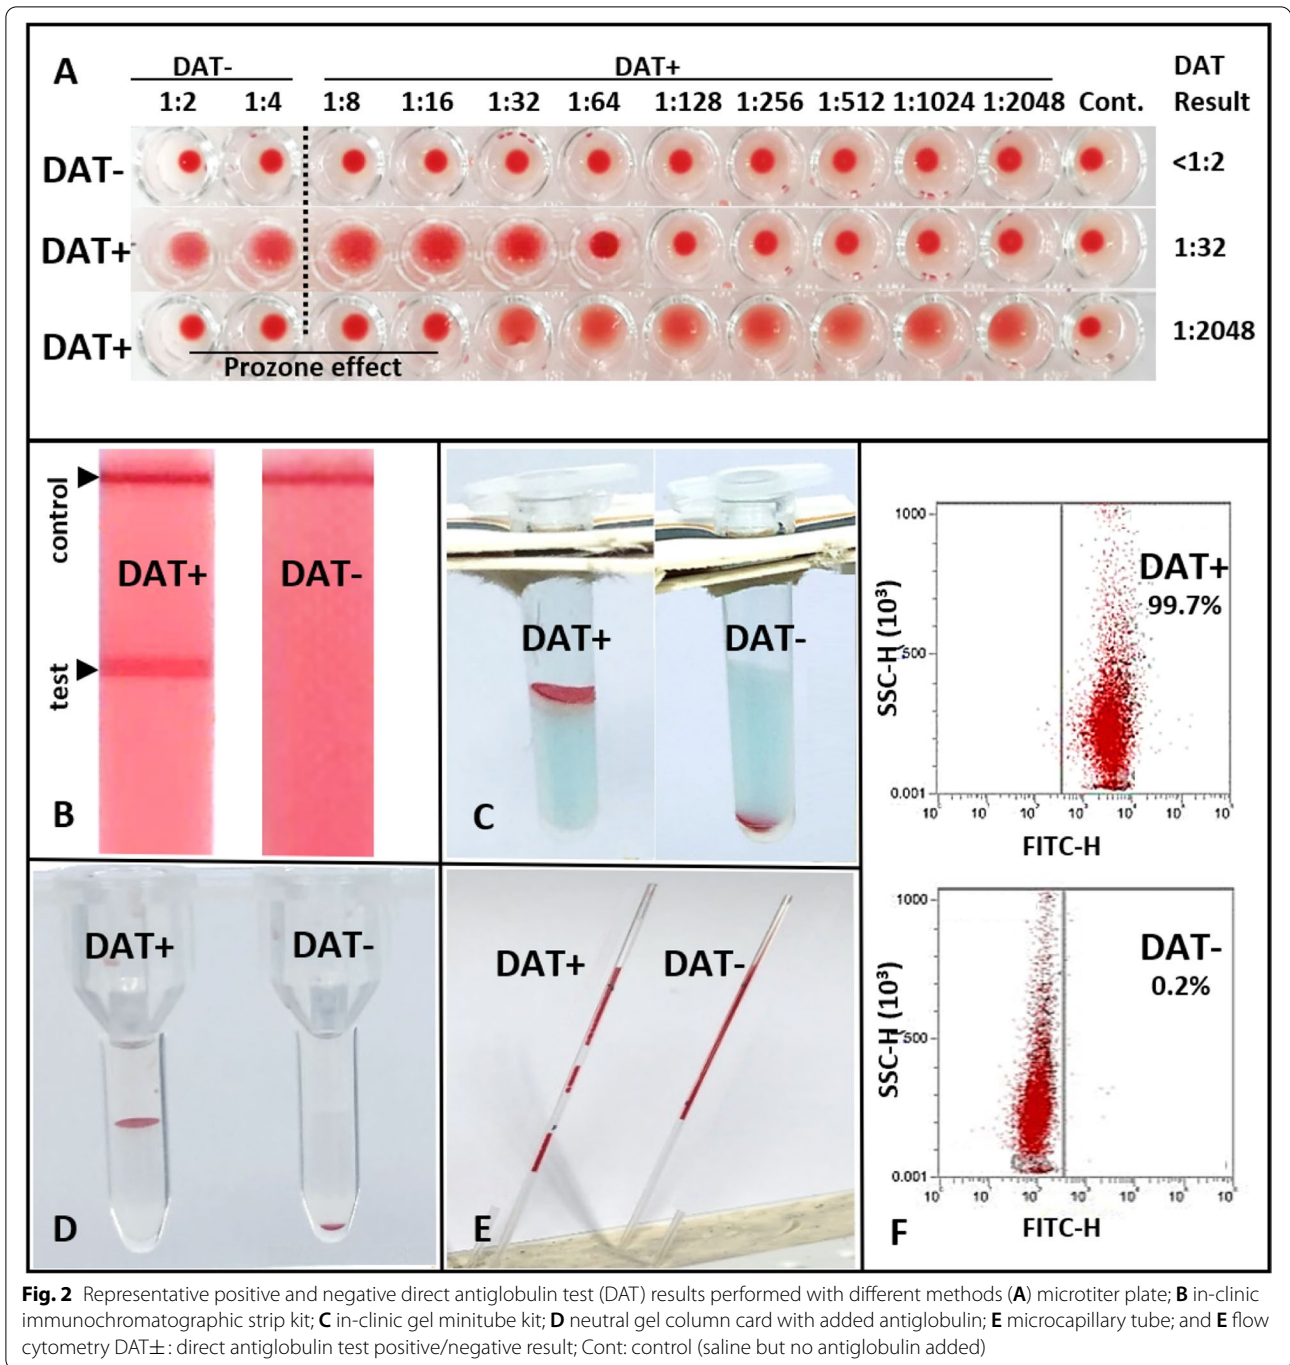 A
DAT-
DAT+
DAT
Result
1:2 1:4 1:8 1:16 1:32 1:64 1:128 1:256 1:512 1:1024 1:2048 Cont.
DAT- <1:2
DAT+ 1:32
DAT+ 1:2048
Prozone effect
control
test
DAT+ DAT-
B
DAT+ DAT-
C
DAT+ DAT-
D
DAT+ DAT-
E
1000
500
0.001
SSC-H (10³)
DAT+
99.7%
FITC-H
1000
500
0.001
SSC-H (10³)
DAT-
0.2%
F
FITC-H
Fig. 2 Representative positive and negative direct antiglobulin test (DAT) results performed with different methods (A) microtiter plate; B in-clinic
immunochromatographic strip kit; C in-clinic gel minitube kit; D neutral gel column card with added antiglobulin; E microcapillary tube; and E flow
cytometry DAT±: direct antiglobulin test positive/negative result; Cont: control (saline but no antiglobulin added)